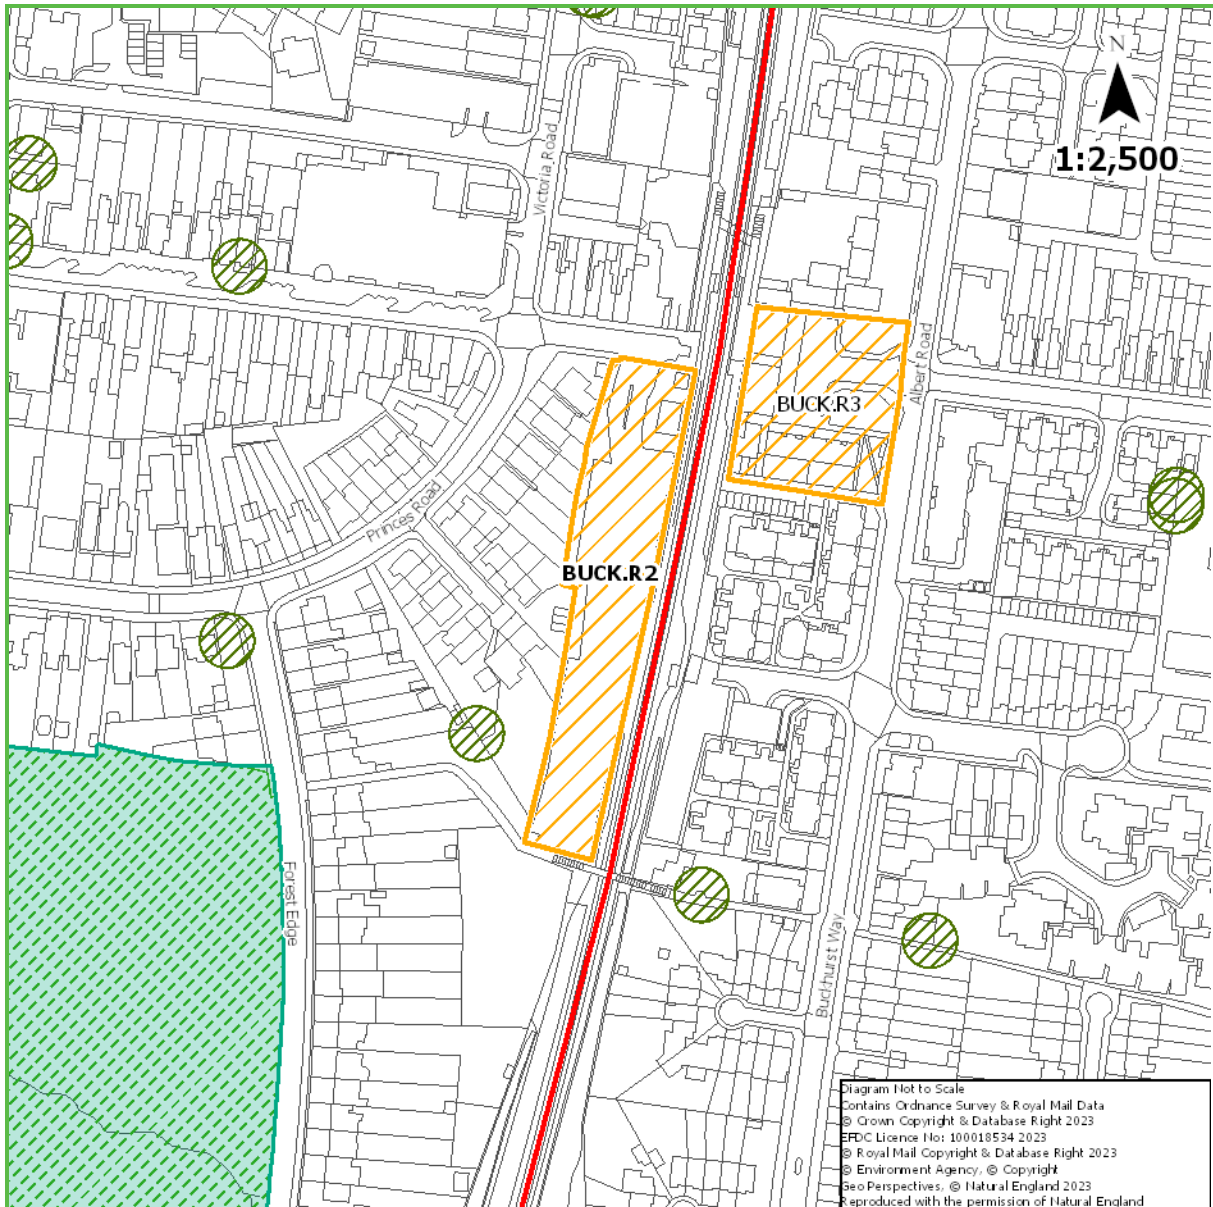 N
1:2,500
Victoria Road
Albert Road
BUCK.R3
Princes Road
BUCK.R2
Forest Edge
Buckhurst Way
Diagram Not to Scale
Contains Ordnance Survey & Royal Mail Data
© Crown Copyright & Database Right 2023
EFDC Licence No: 100018534 2023
© Royal Mail Copyright & Database Right 2023
© Environment Agency, © Copyright
Geo Perspectives, © Natural England 2023
Reproduced with the permission of Natural England